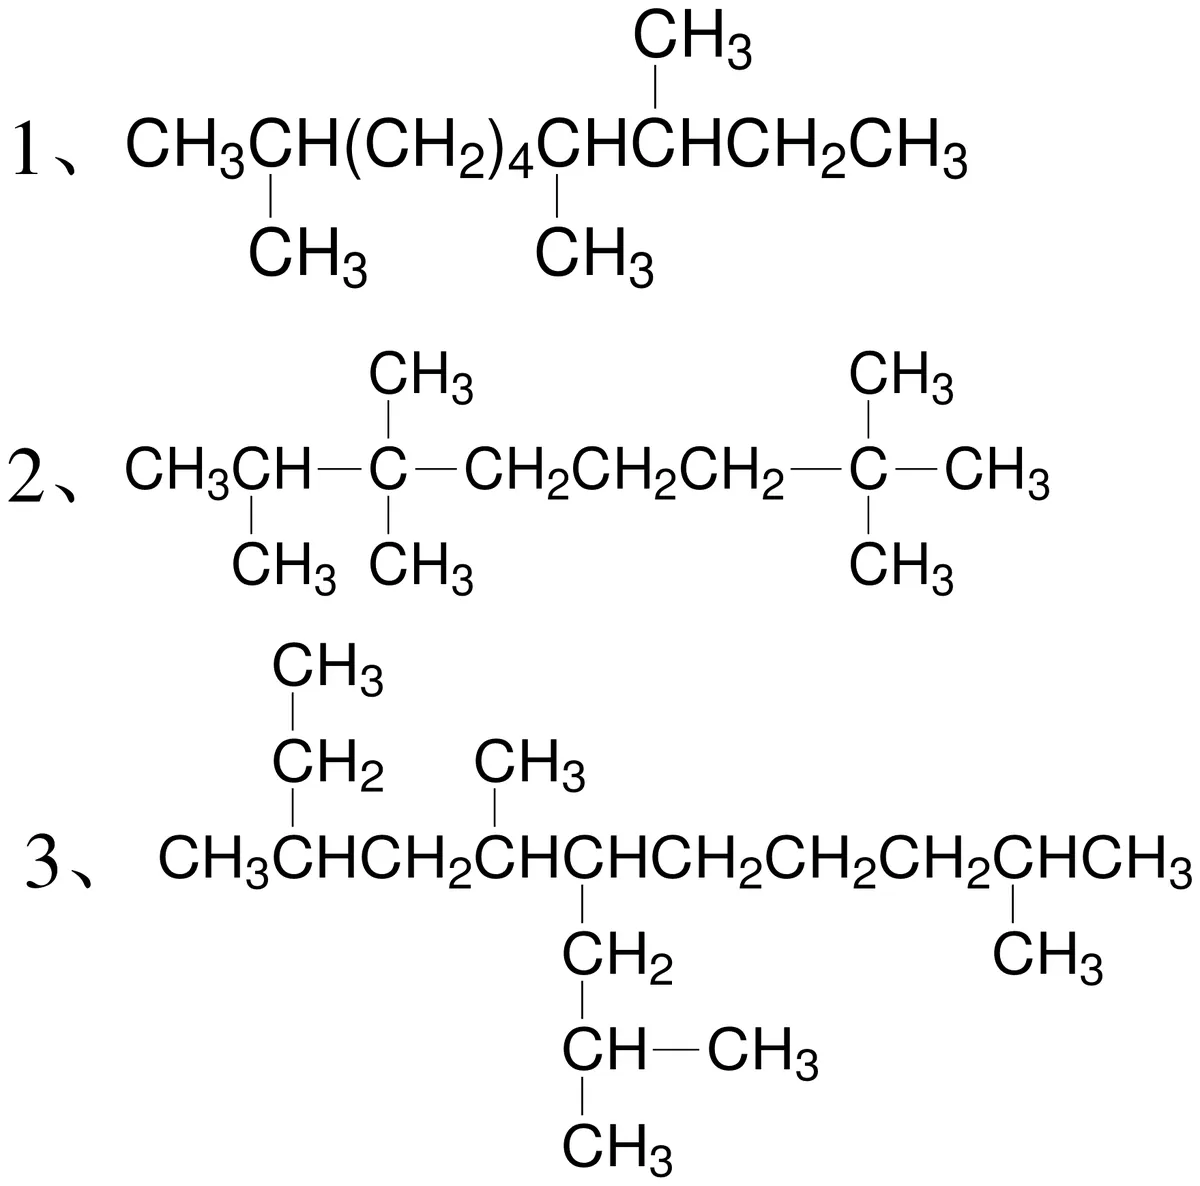 CH₃
1、CH₃CH(CH₂)₄CHCHCH₂CH₃
CH₃ CH₃
CH₃ CH₃
2、CH₃CH—C—CH₂CH₂CH₂—C—CH₃
CH₃ CH₃ CH₃
CH₃
CH₂ CH₃
3、CH₃CHCH₂CHCHCH₂CH₂CH₂CHCH₃
CH₂ CH₃
CH—CH₃
CH₃